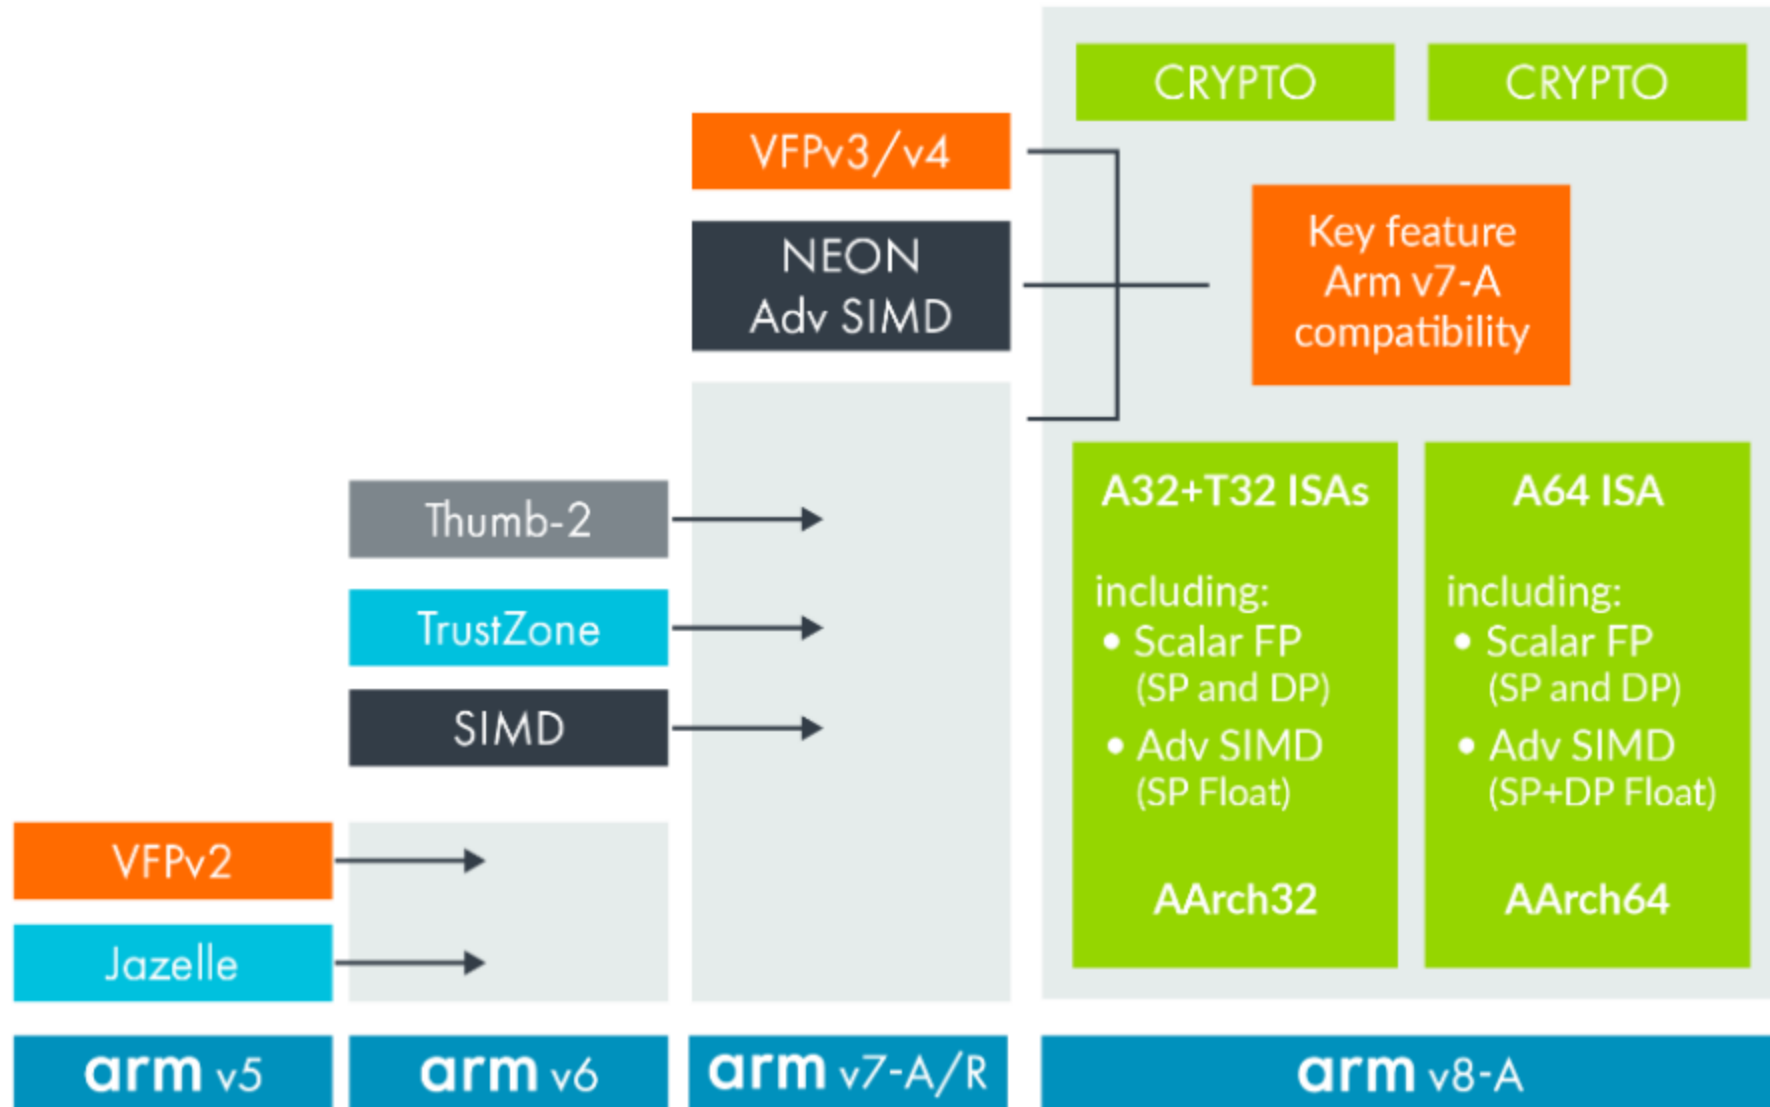 CRYPTO
CRYPTO
VFPv3/v4
NEON
Adv SIMD
Key feature
Arm v7-A
compatibility
Thumb-2
TrustZone
SIMD
VFPv2
Jazelle
A32+T32 ISAs
including:
• Scalar FP
(SP and DP)
• Adv SIMD
(SP Float)
AArch32
A64 ISA
including:
• Scalar FP
(SP and DP)
• Adv SIMD
(SP+DP Float)
AArch64
arm v5
arm v6
arm v7-A/R
arm v8-A